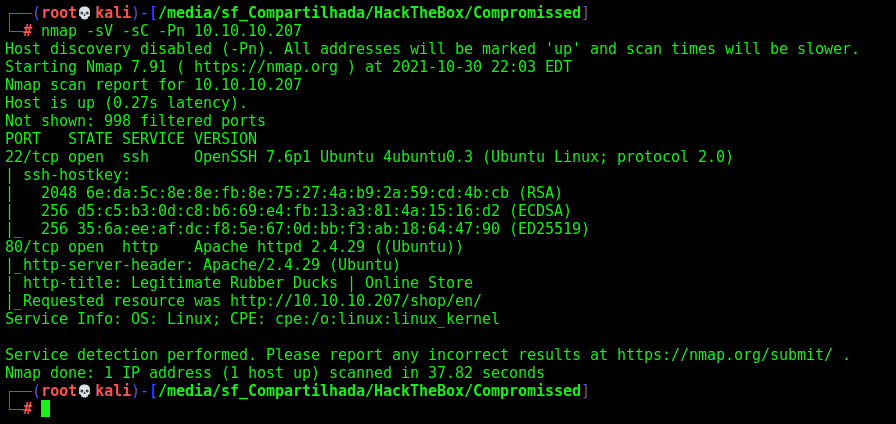 ┌──(root💀kali)-[/media/sf_Compartilhada/HackTheBox/Compromissed]
└─# nmap -sV -sC -Pn 10.10.10.207
Host discovery disabled (-Pn). All addresses will be marked 'up' and scan times will be slower.
Starting Nmap 7.91 ( https://nmap.org ) at 2021-10-30 22:03 EDT
Nmap scan report for 10.10.10.207
Host is up (0.27s latency).
Not shown: 998 filtered ports
PORT   STATE SERVICE VERSION
22/tcp open  ssh     OpenSSH 7.6p1 Ubuntu 4ubuntu0.3 (Ubuntu Linux; protocol 2.0)
| ssh-hostkey:
|   2048 6e:da:5c:8e:8e:fb:8e:75:27:4a:b9:2a:59:cd:4b:cb (RSA)
|   256 d5:c5:b3:0d:c8:b6:69:e4:fb:13:a3:81:4a:15:16:d2 (ECDSA)
|_  256 35:6a:ee:af:dc:f8:5e:67:0d:bb:f3:ab:18:64:47:90 (ED25519)
80/tcp open  http    Apache httpd 2.4.29 ((Ubuntu))
|_http-server-header: Apache/2.4.29 (Ubuntu)
| http-title: Legitimate Rubber Ducks | Online Store
|_Requested resource was http://10.10.10.207/shop/en/
Service Info: OS: Linux; CPE: cpe:/o:linux:linux_kernel

Service detection performed. Please report any incorrect results at https://nmap.org/submit/ .
Nmap done: 1 IP address (1 host up) scanned in 37.82 seconds
┌──(root💀kali)-[/media/sf_Compartilhada/HackTheBox/Compromissed]
└─#